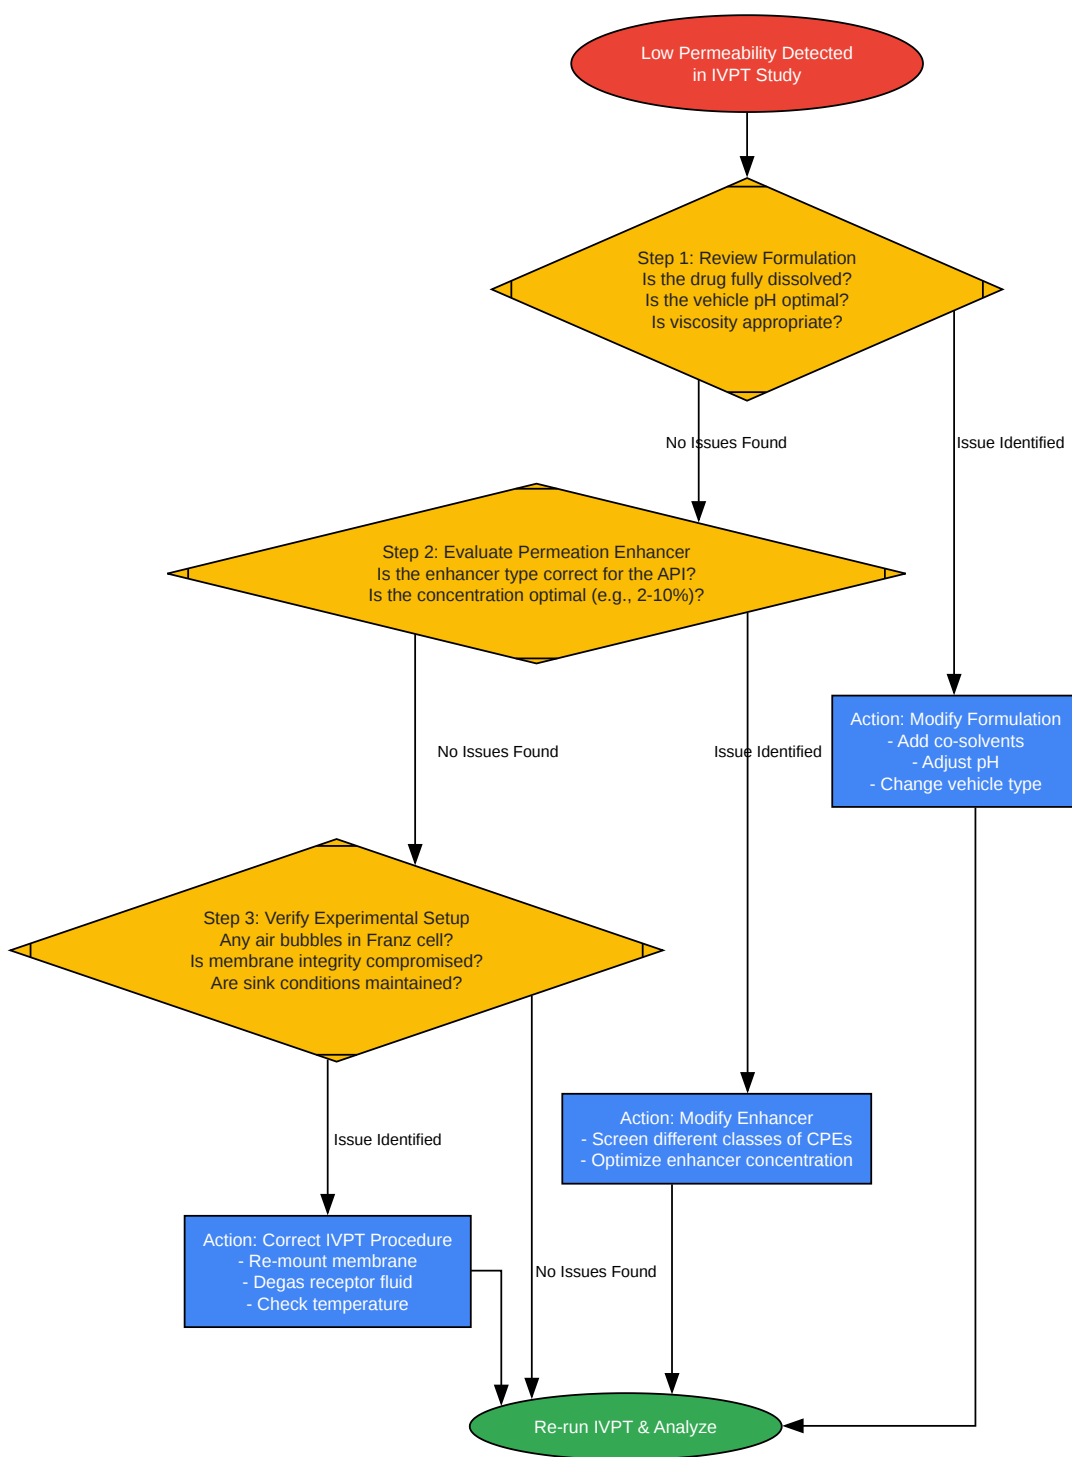 Low Permeability Detected
in IVPT Study
Step 1: Review Formulation
Is the drug fully dissolved?
Is the vehicle pH optimal?
Is viscosity appropriate?
No Issues Found
Issue Identified
Step 2: Evaluate Permeation Enhancer
Is the enhancer type correct for the API?
Is the concentration optimal (e.g., 2-10%)?
No Issues Found
Issue Identified
Action: Modify Formulation
- Add co-solvents
- Adjust pH
- Change vehicle type
Step 3: Verify Experimental Setup
Any air bubbles in Franz cell?
Is membrane integrity compromised?
Are sink conditions maintained?
Issue Identified
Action: Modify Enhancer
- Screen different classes of CPEs
- Optimize enhancer concentration
Action: Correct IVPT Procedure
- Re-mount membrane
- Degas receptor fluid
- Check temperature
No Issues Found
Re-run IVPT & Analyze